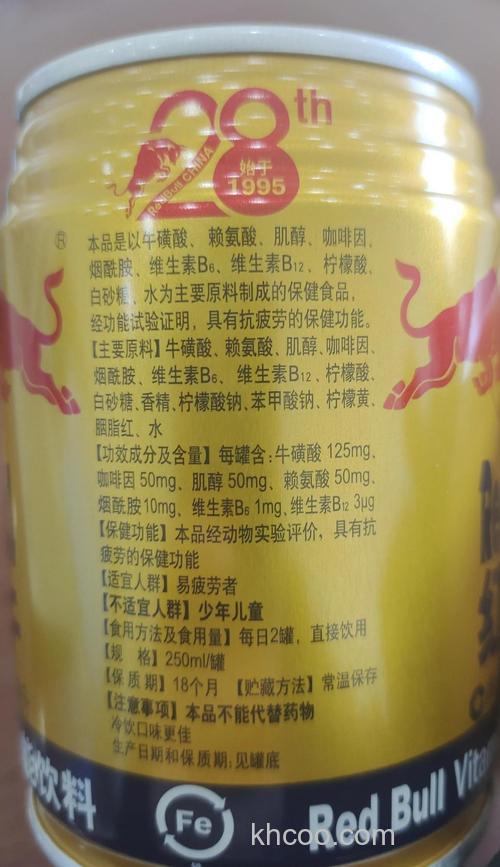 28th
始于
1995
RedBull CHINA
®
本品是以牛磺酸、赖氨酸、肌醇、咖啡因、
烟酰胺、维生素B₆、维生素B₁₂、柠檬酸、
白砂糖、水为主要原料制成的保健食品,
经功能试验证明,具有抗疲劳的保健功能。
【主要原料】牛磺酸、赖氨酸、肌醇、咖啡因、
烟酰胺、维生素B₆、维生素B₁₂、柠檬酸、
白砂糖、香精、柠檬酸钠、苯甲酸钠、柠檬黄、
胭脂红、水
【功效成分及含量】每罐含:牛磺酸 125mg、
咖啡因 50mg、肌醇 50mg、赖氨酸 50mg、
烟酰胺10mg、维生素B₆ 1mg、维生素B₁₂ 3μg
【保健功能】本品经动物实验评价,具有抗
疲劳的保健功能
【适宜人群】易疲劳者
【不适宜人群】少年儿童
【食用方法及食用量】每日2罐,直接饮用
【规 格】250ml/罐
【保质期】18个月 【贮藏方法】常温保存
【注意事项】本品不能代替药物
冷饮口味更佳
生产日期和保质期:见罐底
饮料
Fe
Red Bull Vita
khcoo.com